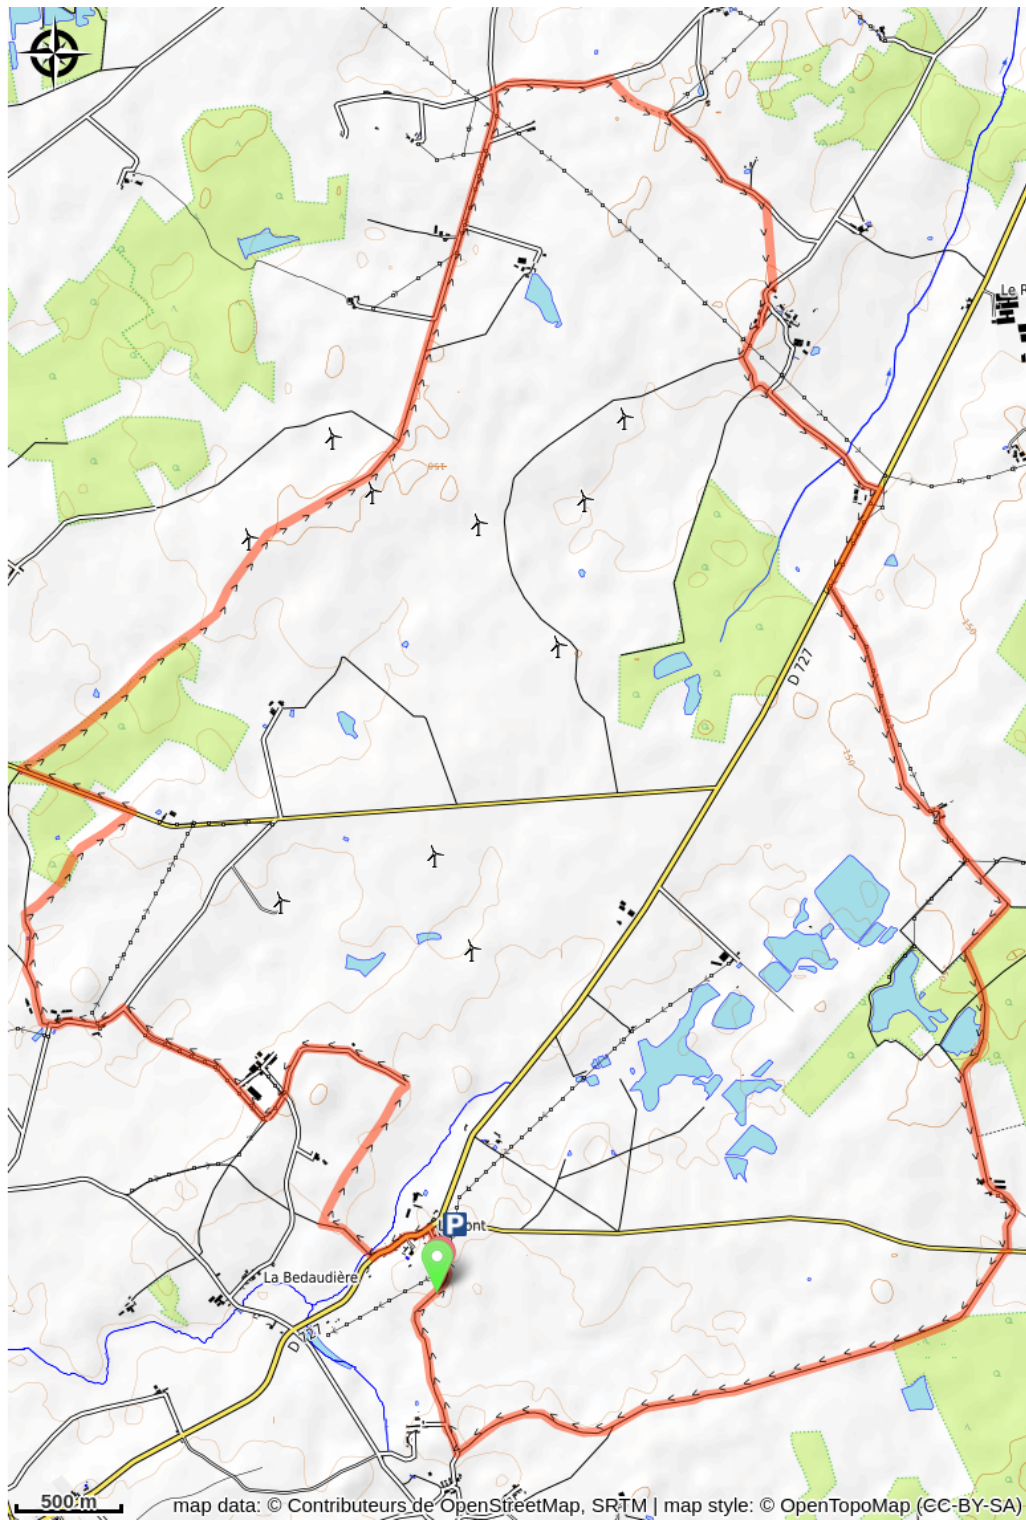 Le R
150
D 727
150
150
P
La Bedaudière
D 727
500 m
map data: © Contributeurs de OpenStreetMap, SRTM | map style: © OpenTopoMap (CC-BY-SA)